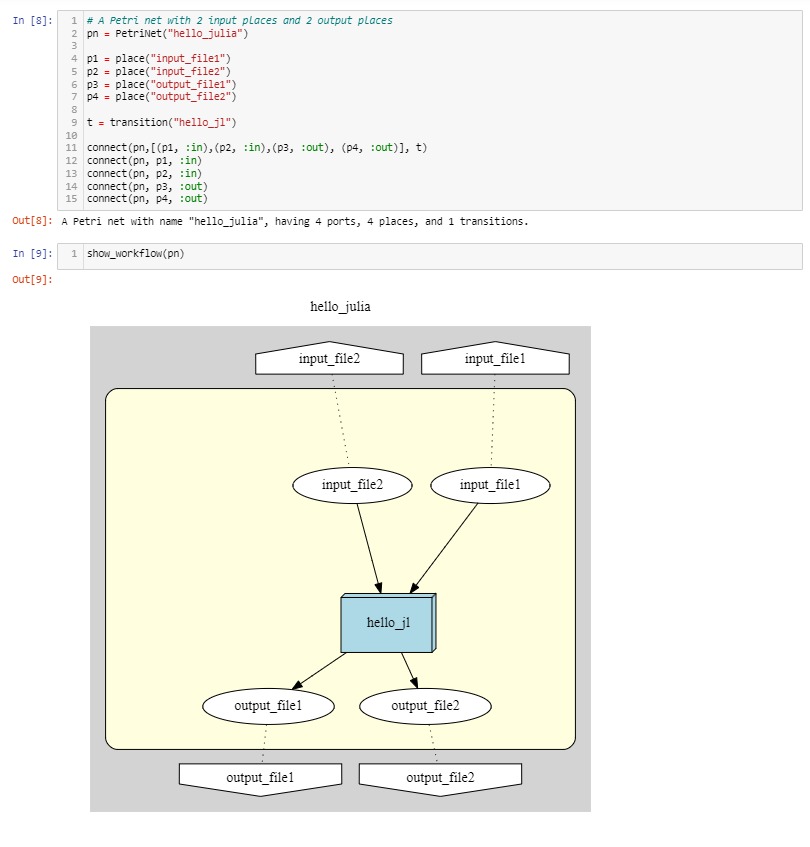 In [8]:
1 # A Petri net with 2 input places and 2 output places
2 pn = PetriNet("hello_julia")
3
4 p1 = place("input_file1")
5 p2 = place("input_file2")
6 p3 = place("output_file1")
7 p4 = place("output_file2")
8
9 t = transition("hello_jl")
10
11 connect(pn,[(p1, :in),(p2, :in),(p3, :out), (p4, :out)], t)
12 connect(pn, p1, :in)
13 connect(pn, p2, :in)
14 connect(pn, p3, :out)
15 connect(pn, p4, :out)
Out[8]: A Petri net with name "hello_julia", having 4 ports, 4 places, and 1 transitions.
In [9]:
1 show_workflow(pn)
Out[9]:
hello_julia
input_file2 input_file1
input_file2 input_file1
hello_jl
output_file1 output_file2
output_file1 output_file2